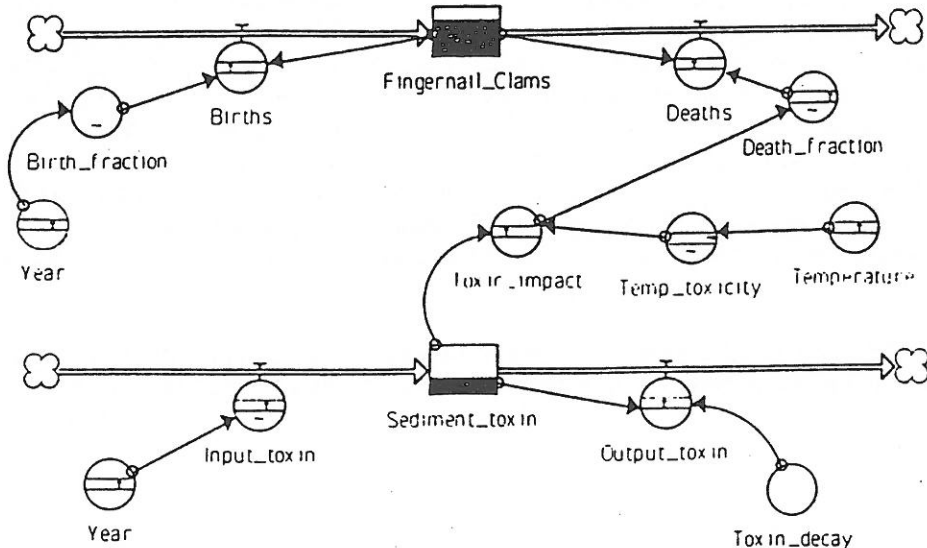 Fingernail_Clams
Births
Deaths
Birth_fraction
Death_fraction
Year
Toxic_impact
Temp_toxicity
Temperature
Sediment_toxin
Input_toxin
Output_toxin
Year
Toxin_decay